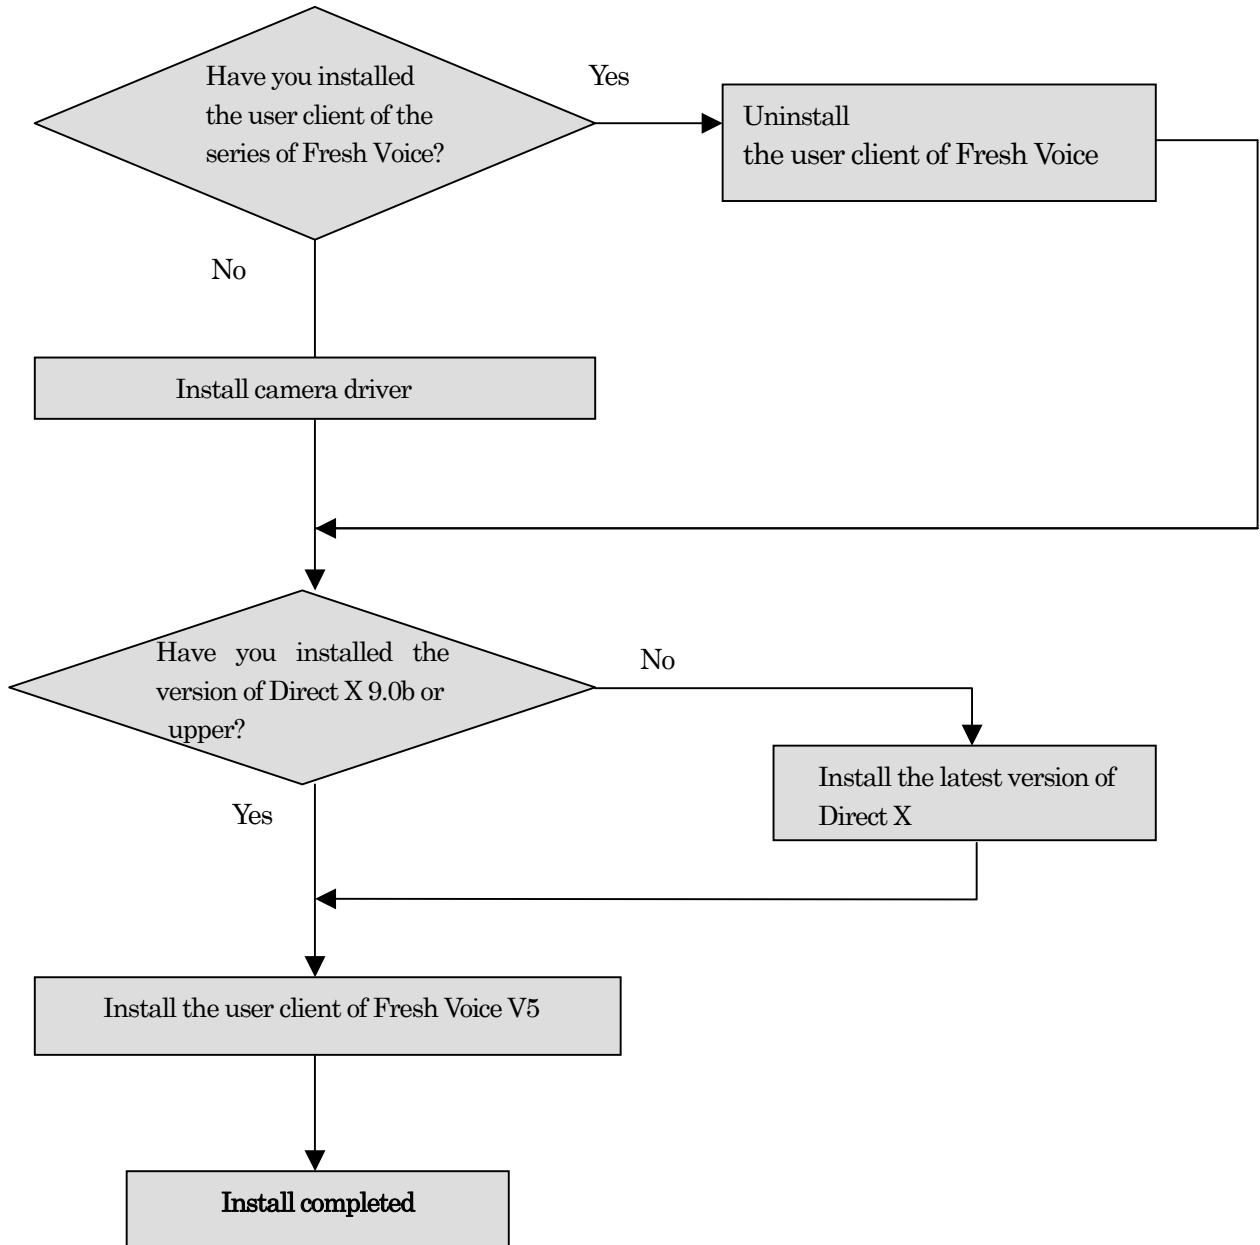 Have you installed
the user client of the
series of Fresh Voice?
Yes
Uninstall
the user client of Fresh Voice
No
Install camera driver
Have you installed the
version of Direct X 9.0b or
upper?
No
Install the latest version of
Direct X
Yes
Install the user client of Fresh Voice V5
Install completed